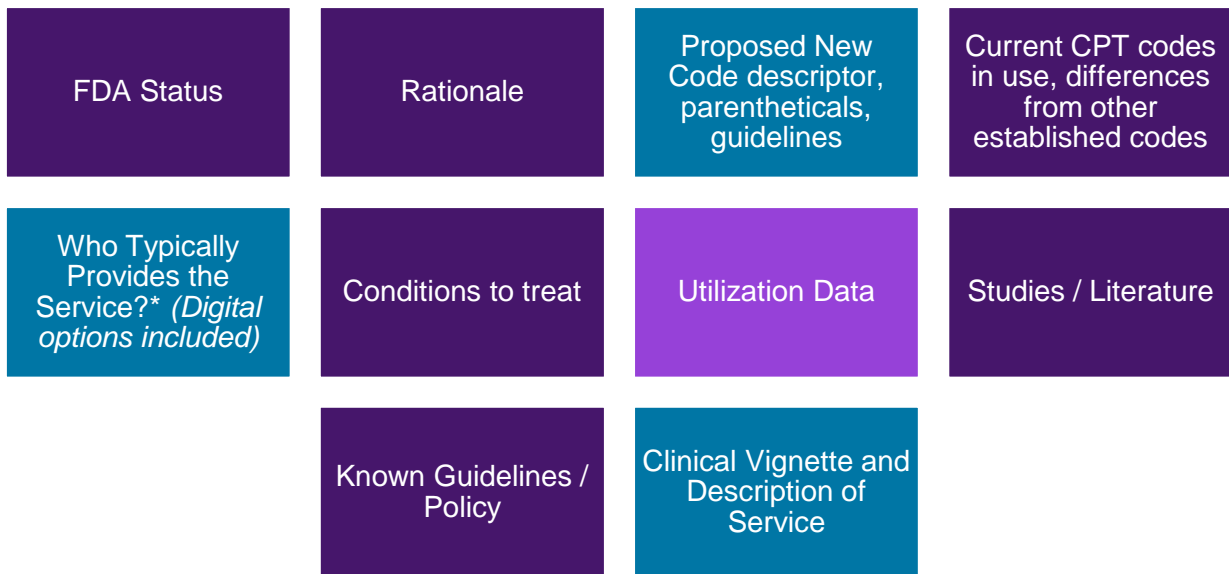 FDA Status
Rationale
Proposed New
Code descriptor,
parentheticals,
guidelines
Current CPT codes
in use, differences
from other
established codes
Who Typically
Provides the
Service?* (Digital
options included)
Conditions to treat
Utilization Data
Studies / Literature
Known Guidelines /
Policy
Clinical Vignette and
Description of
Service